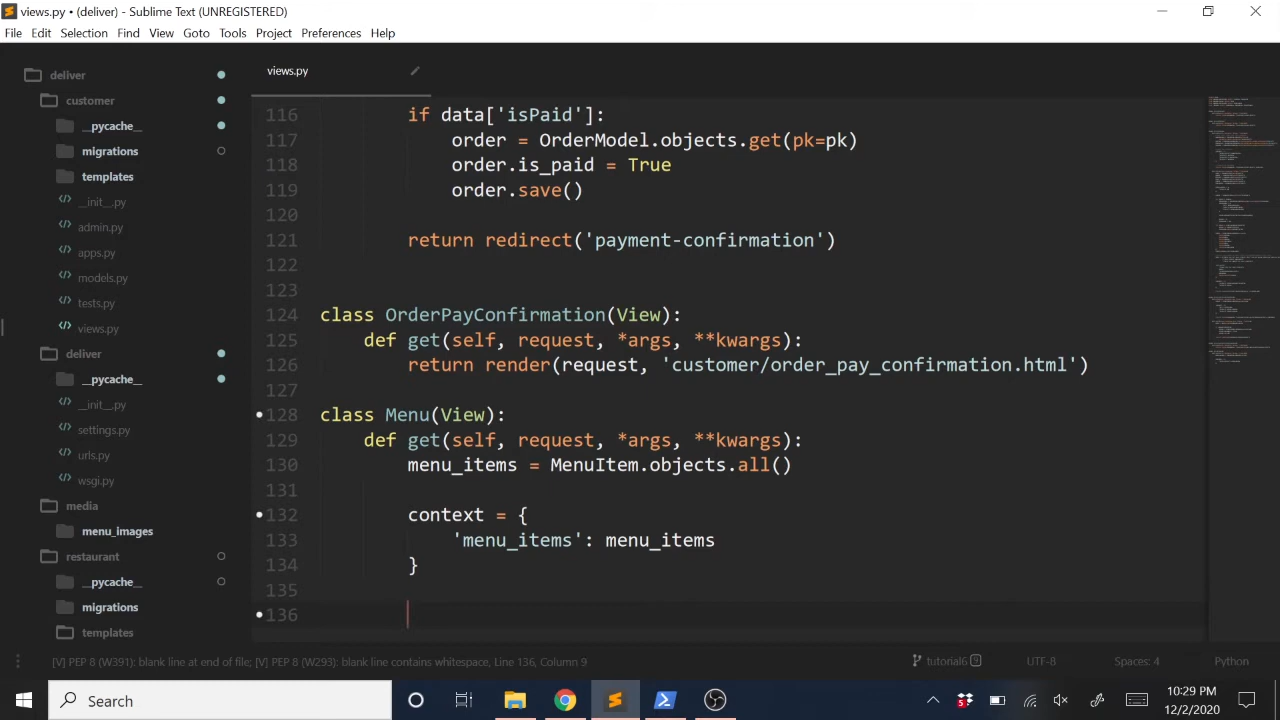 views.py • (deliver) - Sublime Text (UNREGISTERED)
File Edit Selection Find View Goto Tools Project Preferences Help
deliver
customer
__pycache__
migrations
templates
__init__.py
admin.py
apps.py
models.py
tests.py
views.py
deliver
__pycache__
__init__.py
settings.py
urls.py
wsgi.py
media
menu_images
restaurant
__pycache__
migrations
templates
views.py
116 if data['isPaid']:
117 order = OrderModel.objects.get(pk=pk)
118 order.is_paid = True
119 order.save()
120
121 return redirect('payment-confirmation')
122
123
124 class OrderPayConfirmation(View):
125 def get(self, request, *args, **kwargs):
126 return render(request, 'customer/order_pay_confirmation.html')
127
128 class Menu(View):
129 def get(self, request, *args, **kwargs):
130 menu_items = MenuItem.objects.all()
131
132 context = {
133 'menu_items': menu_items
134 }
135
136
[V] PEP 8 (W391): blank line at end of file; [V] PEP 8 (W293): blank line contains whitespace, Line 136, Column 9
tutorial6 9 UTF-8 Spaces: 4 Python
Search
10:29 PM
12/2/2020